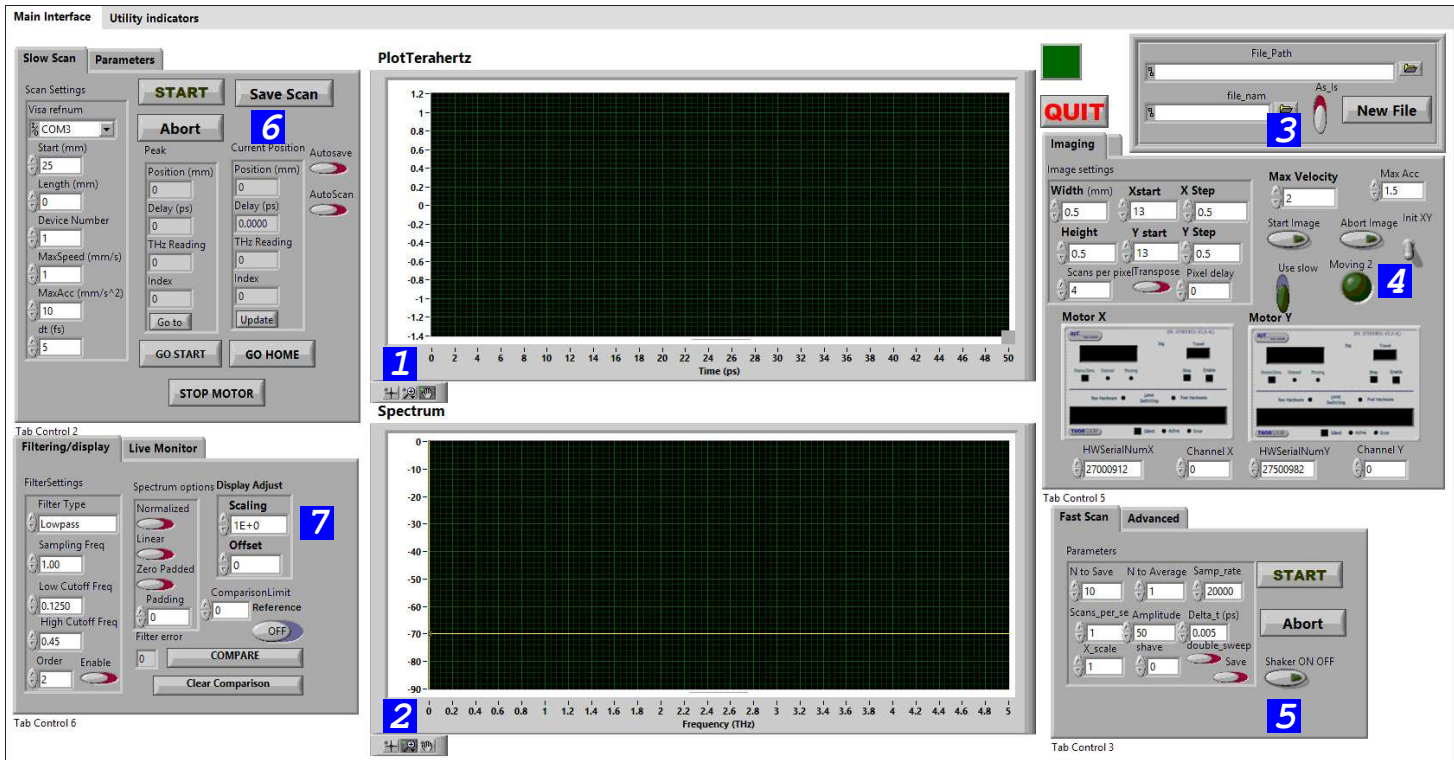 Main Interface
Utility indicators
Slow Scan
Parameters
Scan Settings
Visa refnum
COM3
Start (mm)
25
Length (mm)
0
Device Number
1
MaxSpeed (mm/s)
1
MaxAcc (mm/s^2)
10
dt (fs)
5
START
Save Scan
Abort
6
Peak
Position (mm)
0
Delay (ps)
0
THz Reading
0
Index
0
Go to
Current Position
Position (mm)
0
Delay (ps)
0.0000
THz Reading
0
Index
0
Update
Autosave
AutoScan
GO START
GO HOME
STOP MOTOR
Tab Control 2
Filtering/display
Live Monitor
FilterSettings
Filter Type
Lowpass
Sampling Freq
1.00
Low Cutoff Freq
0.1250
High Cutoff Freq
0.45
Order
2
Enable
Spectrum options
Normalized
Linear
Zero Padded
Padding
0
Filter error
0
Display Adjust
Scaling
1E+0
Offset
0
7
ComparisonLimit
0
Reference
OFF
COMPARE
Clear Comparison
Tab Control 6
PlotTerahertz
1.2
1
0.8
0.6
0.4
0.2
0
-0.2
-0.4
-0.6
-0.8
-1
-1.2
-1.4
0 2 4 6 8 10 12 14 16 18 20 22 24 26 28 30 32 34 36 38 40 42 44 46 48 50
Time (ps)
1
Spectrum
0
-10
-20
-30
-40
-50
-60
-70
-80
-90
0 0.2 0.4 0.6 0.8 1 1.2 1.4 1.6 1.8 2 2.2 2.4 2.6 2.8 3 3.2 3.4 3.6 3.8 4 4.2 4.4 4.6 4.8 5
Frequency (THz)
2
QUIT
File_Path
file_nam
As_Is
New File
3
Imaging
Image settings
Width (mm)
0.5
Xstart
13
X Step
0.5
Height
0.5
Y start
13
Y Step
0.5
Scans per pixel
4
Transpose
Pixel delay
0
Max Velocity
2
Max Acc
1.5
Start Image
Abort Image
Init XY
Use slow
Moving 2
4
Motor X
Motor Y
HWSerialNumX
27000912
Channel X
0
HWSerialNumY
27500982
Channel Y
0
Tab Control 5
Fast Scan
Advanced
Parameters
N to Save
10
N to Average
1
Samp_rate
20000
Scans_per_se
1
Amplitude
50
Delta_t (ps)
0.005
X_scale
1
shave
0
double_sweep
Save
START
Abort
Shaker ON OFF
5
Tab Control 3